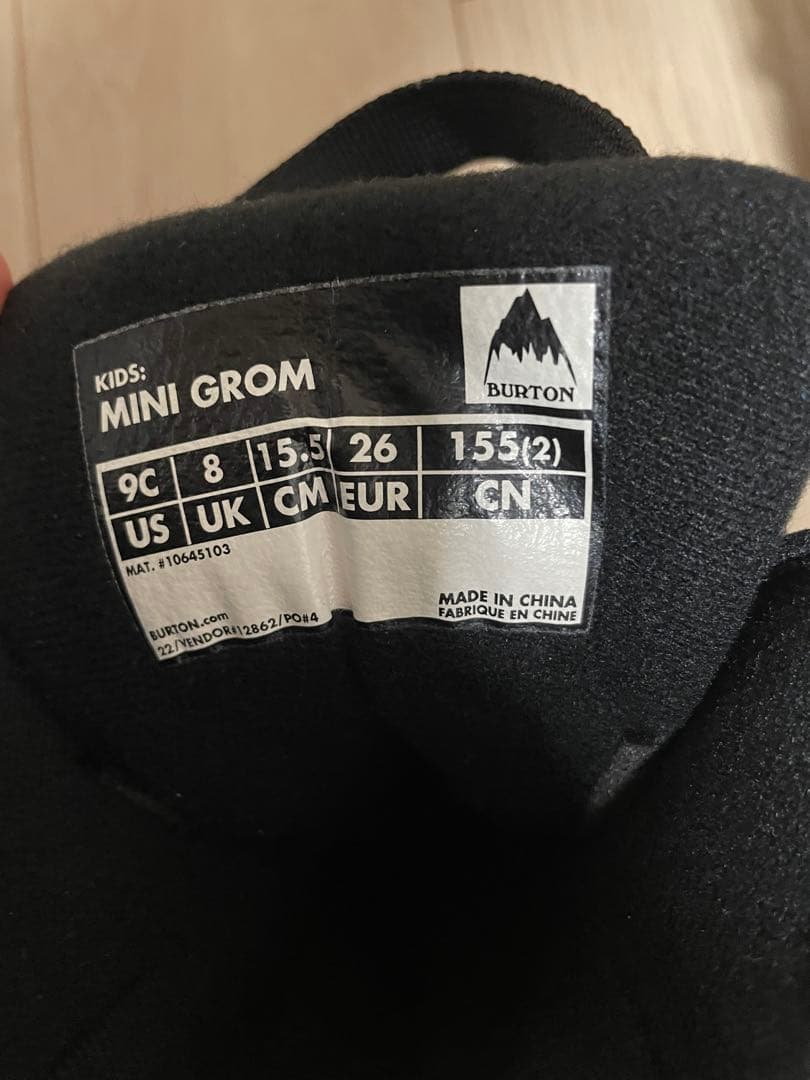 KIDS:
MINI GROM
BURTON
9C 8 15.5 26 155(2)
US UK CM EUR CN
MAT. #10645103
MADE IN CHINA
FABRIQUE EN CHINE
BURTON.com
22/VENDOR#12862/PO#4